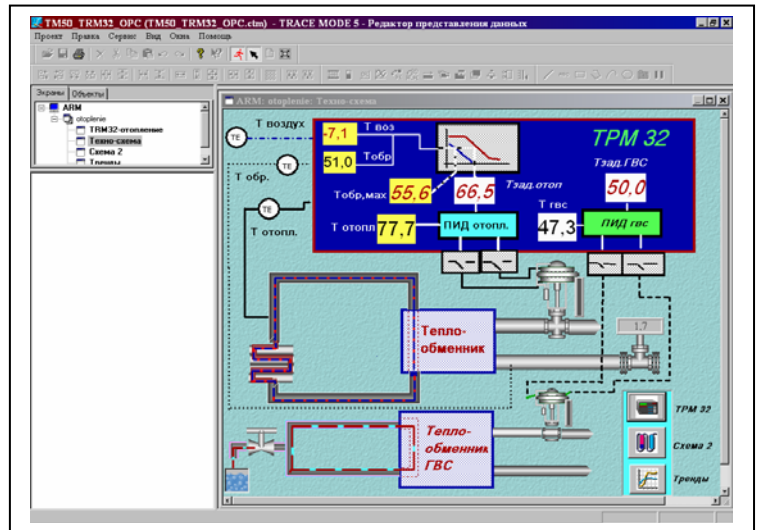 TM50_TRM32_OPC (TM50_TRM32_OPC.ctm) - TRACE MODE 5 - Редактор представления данных
Проект Правка Сервис Вид Окна Помощь
Экраны Объекты
ARM
otoplenie
TRM32-отопление
Техно-схема
Схема 2
Тренды
ARM: otoplenie: Техно-схема
Т воздух
TE
-7,1
Т воз
ТРМ 32
51,0
Тобр
Тзад.ГВС
TE
Т обр.
Тобр,мах
55,6
66,5
Тзад.отоп
50,0
TE
Т гвс
Т отопл.
Т отопл
77,7
ПИД отопл.
47,3
ПИД гвс
1.7
Тепло-
обменник
ТРМ 32
Тепло-
обменник
ГВС
Схема 2
Тренды